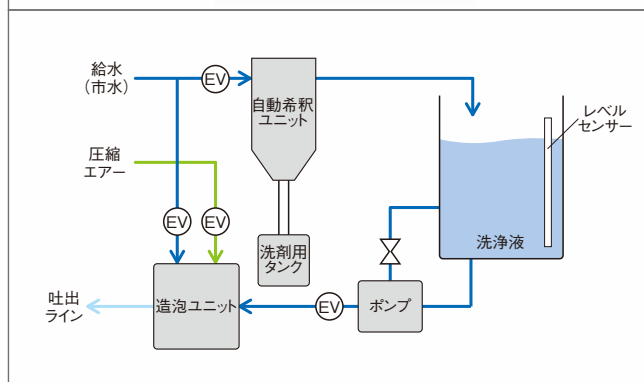 給水
(市水)
EV
自動希釈
ユニット
レベル
センサー
圧縮
エアー
EV
EV
洗剤用
タンク
洗浄液
吐出
ライン
造泡ユニット
EV
ポンプ